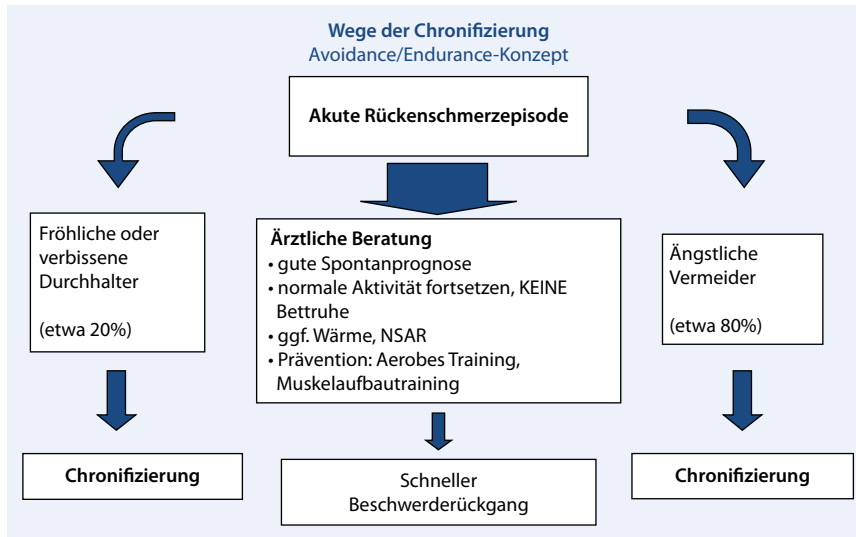 Wege der Chronifizierung
Avoidance/Endurance-Konzept
Akute Rückenschmerzepisode
Fröhliche oder
verbissene
Durchhalter
(etwa 20%)
Ärztliche Beratung
• gute Spontanprognose
• normale Aktivität fortsetzen, KEINE
Bettruhe
• ggf. Wärme, NSAR
• Prävention: Aerobes Training,
Muskelaufbautraining
Ängstliche
Vermeider
(etwa 80%)
Chronifizierung
Schneller
Beschwerderückgang
Chronifizierung